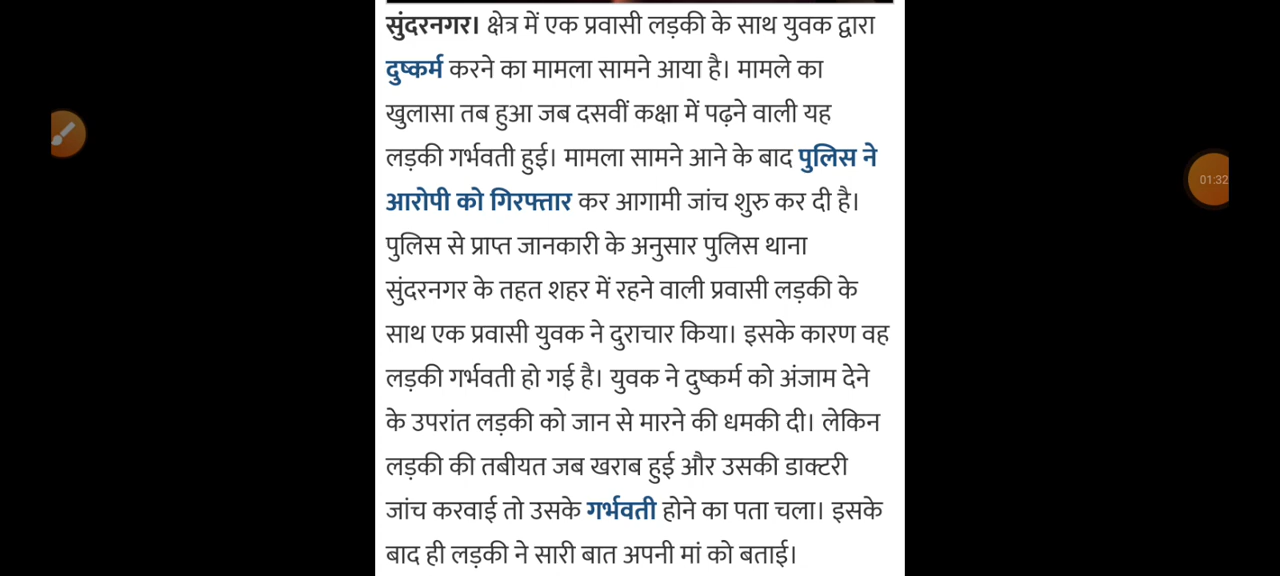 सुंदरनगर। क्षेत्र में एक प्रवासी लड़की के साथ युवक द्वारा
दुष्कर्म करने का मामला सामने आया है। मामले का
खुलासा तब हुआ जब दसवीं कक्षा में पढ़ने वाली यह
लड़की गर्भवती हुई। मामला सामने आने के बाद पुलिस ने
आरोपी को गिरफ्तार कर आगामी जांच शुरु कर दी है।
01:32
पुलिस से प्राप्त जानकारी के अनुसार पुलिस थाना
सुंदरनगर के तहत शहर में रहने वाली प्रवासी लड़की के
साथ एक प्रवासी युवक ने दुराचार किया। इसके कारण वह
लड़की गर्भवती हो गई है। युवक ने दुष्कर्म को अंजाम देने
के उपरांत लड़की को जान से मारने की धमकी दी। लेकिन
लड़की की तबीयत जब खराब हुई और उसकी डाक्टरी
जांच करवाई तो उसके गर्भवती होने का पता चला। इसके
बाद ही लड़की ने सारी बात अपनी मां को बताई।